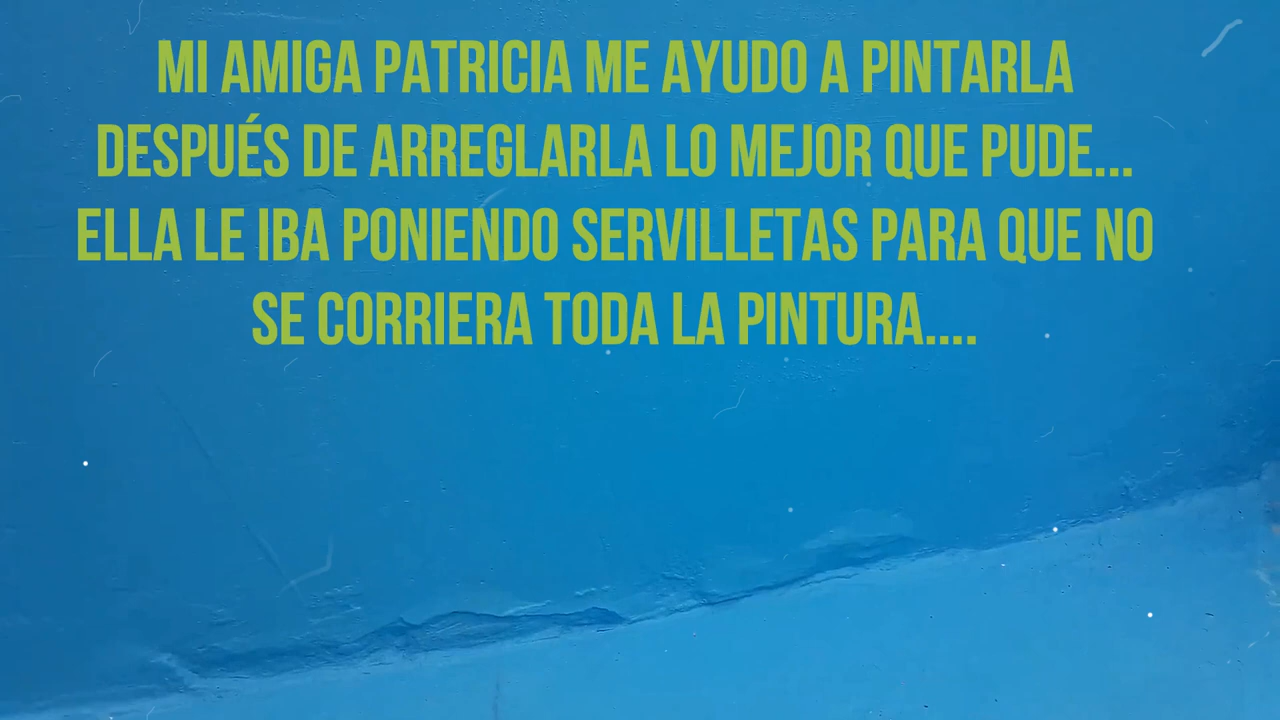 MI AMIGA PATRICIA ME AYUDO A PINTARLA
DESPUÉS DE ARREGLARLA LO MEJOR QUE PUDE...
ELLA LE IBA PONIENDO SERVILLETAS PARA QUE NO
SE CORRIERA TODA LA PINTURA....